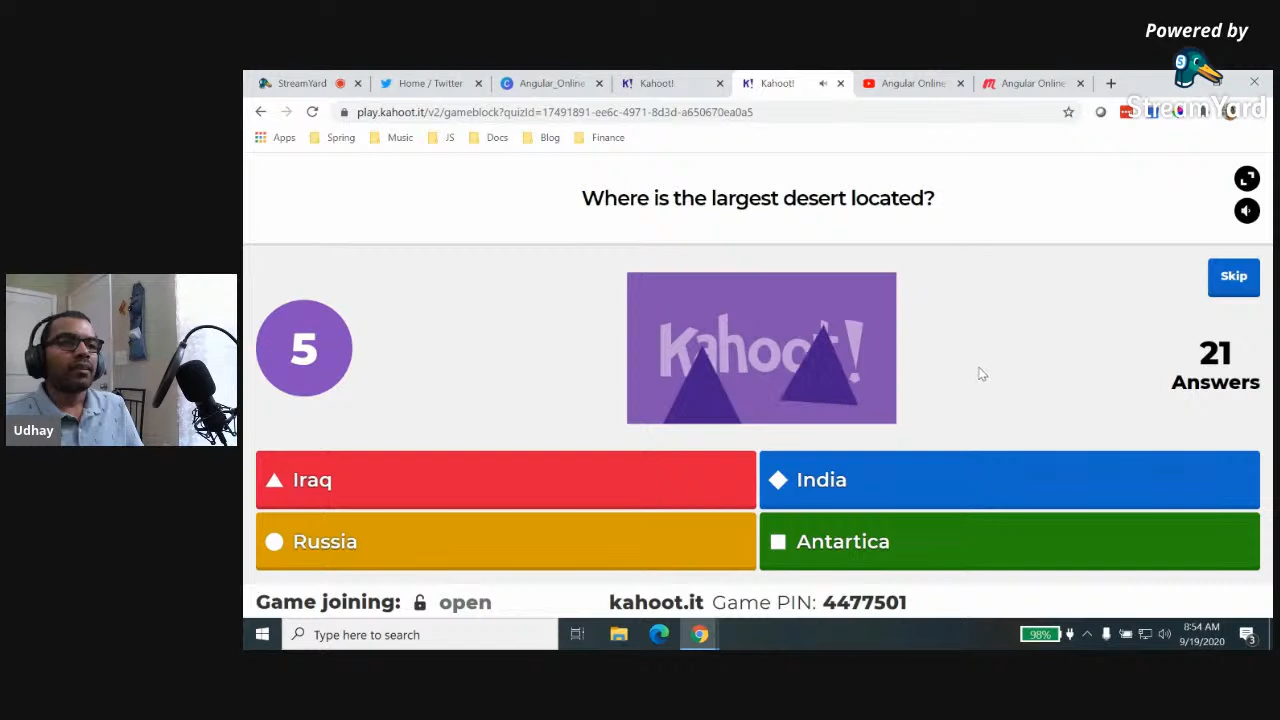 Powered by
StreamYard
StreamYard
Home / Twitter
Angular_Online
Kahoot!
Kahoot!
Angular Online
Angular Online
play.kahoot.it/v2/gameblock?quizId=17491891-ee6c-4971-8d3d-a650670ea0a5
Apps
Spring
Music
JS
Docs
Blog
Finance
Where is the largest desert located?
Skip
5
Kahoot!
21
Answers
Udhay
Iraq
India
Russia
Antartica
Game joining: open
kahoot.it Game PIN: 4477501
Type here to search
98%
8:54 AM
9/19/2020
3